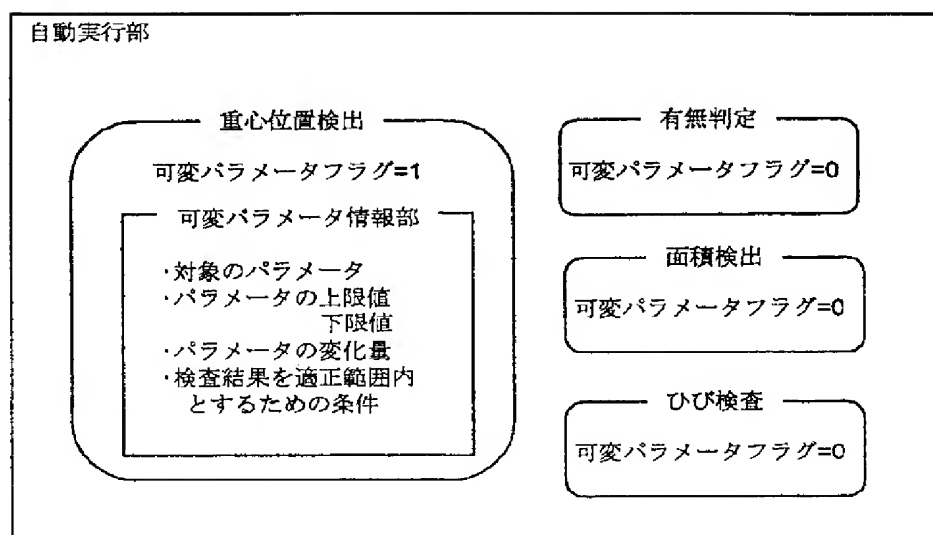 自動実行部
重心位置検出
可変パラメータフラグ=1
可変パラメータ情報部
・対象のパラメータ
・パラメータの上限値
下限値
・パラメータの変化量
・検査結果を適正範囲内
とするための条件
有無判定
可変パラメータフラグ=0
面積検出
可変パラメータフラグ=0
ひび検査
可変パラメータフラグ=0